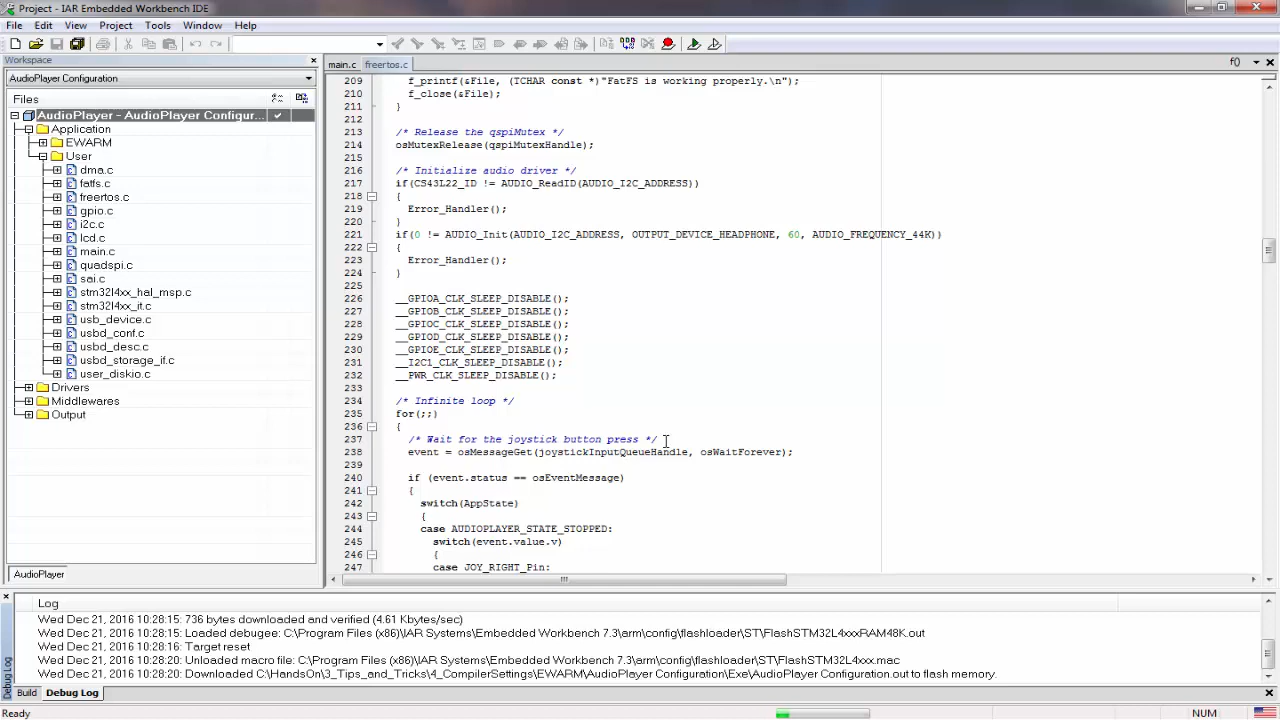 Project - IAR Embedded Workbench IDE
File Edit View Project Tools Window Help
Workspace
AudioPlayer Configuration
Files
AudioPlayer - AudioPlayer Configur...
Application
EWARM
User
dma.c
fatfs.c
freertos.c
gpio.c
i2c.c
lcd.c
main.c
quadspi.c
sai.c
stm32l4xx_hal_msp.c
stm32l4xx_it.c
usb_device.c
usbd_conf.c
usbd_desc.c
usbd_storage_if.c
user_diskio.c
Drivers
Middlewares
Output
AudioPlayer
main.c freertos.c
f()
209 f_printf(&File, (TCHAR const *)"FatFS is working properly.\n");
210 f_close(&File);
211 }
212
213 /* Release the qspiMutex */
214 osMutexRelease(qspiMutexHandle);
215
216 /* Initialize audio driver */
217 if(CS43L22_ID != AUDIO_ReadID(AUDIO_I2C_ADDRESS))
218 {
219 Error_Handler();
220 }
221 if(0 != AUDIO_Init(AUDIO_I2C_ADDRESS, OUTPUT_DEVICE_HEADPHONE, 60, AUDIO_FREQUENCY_44K))
222 {
223 Error_Handler();
224 }
225
226 __GPIOA_CLK_SLEEP_DISABLE();
227 __GPIOB_CLK_SLEEP_DISABLE();
228 __GPIOC_CLK_SLEEP_DISABLE();
229 __GPIOD_CLK_SLEEP_DISABLE();
230 __GPIOE_CLK_SLEEP_DISABLE();
231 __I2C1_CLK_SLEEP_DISABLE();
232 __PWR_CLK_SLEEP_DISABLE();
233
234 /* Infinite loop */
235 for(;;)
236 {
237 /* Wait for the joystick button press */
238 event = osMessageGet(joystickInputQueueHandle, osWaitForever);
239
240 if (event.status == osEventMessage)
241 {
242 switch(AppState)
243 {
244 case AUDIOPLAYER_STATE_STOPPED:
245 switch(event.value.v)
246 {
247 case JOY_RIGHT_Pin:
Log
Wed Dec 21, 2016 10:28:15: 736 bytes downloaded and verified (4.61 Kbytes/sec)
Wed Dec 21, 2016 10:28:15: Loaded debugee: C:\Program Files (x86)\IAR Systems\Embedded Workbench 7.3\arm\config\flashloader\ST\FlashSTM32L4xxxRAM48K.out
Wed Dec 21, 2016 10:28:16: Target reset
Wed Dec 21, 2016 10:28:20: Unloaded macro file: C:\Program Files (x86)\IAR Systems\Embedded Workbench 7.3\arm\config\flashloader\ST\FlashSTM32L4xxx.mac
Wed Dec 21, 2016 10:28:20: Downloaded C:\HandsOn\3_Tips_and_Tricks\4_CompilerSettings\EWARM\AudioPlayer Configuration\Exe\AudioPlayer Configuration.out to flash memory.
Debug Log
Build Debug Log
Ready
NUM